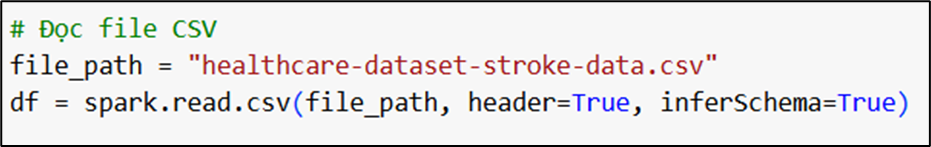 # Đọc file CSV
file_path = "healthcare-dataset-stroke-data.csv"
df = spark.read.csv(file_path, header=True, inferSchema=True)